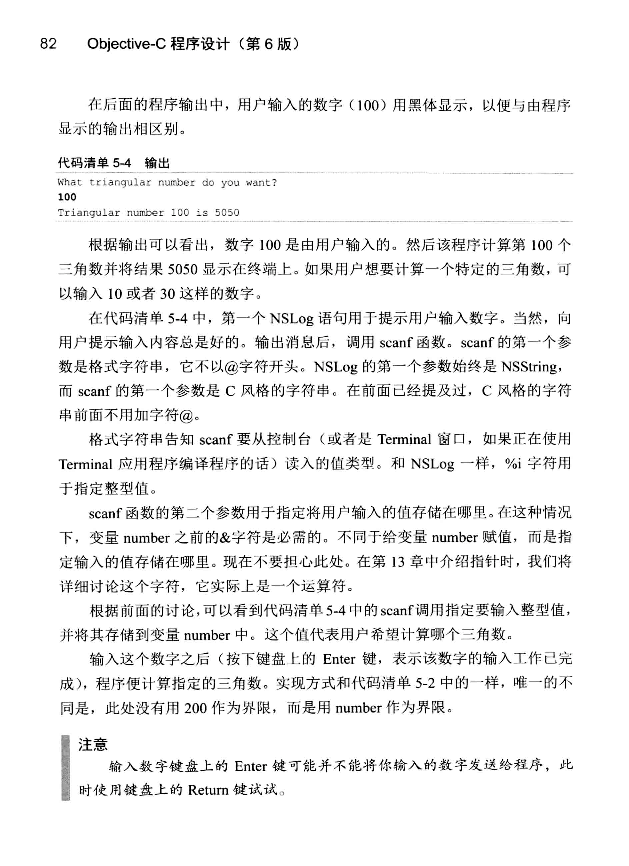 82 Objective-C 程序设计（第 6 版）
在后面的程序输出中，用户输入的数字（100）用黑体显示，以便与由程序
显示的输出相区别。
代码清单 5-4 输出
What triangular number do you want?
100
Triangular number 100 is 5050
根据输出可以看出，数字 100 是由用户输入的。然后该程序计算第 100 个
三角数并将结果 5050 显示在终端上。如果用户想要计算一个特定的三角数，可
以输入 10 或者 30 这样的数字。
在代码清单 5-4 中，第一个 NSLog 语句用于提示用户输入数字。当然，向
用户提示输入内容总是好的。输出消息后，调用 scanf 函数。scanf 的第一个参
数是格式字符串，它不以@字符开头。NSLog 的第一个参数始终是 NSString，
而 scanf 的第一个参数是 C 风格的字符串。在前面已经提及过，C 风格的字符
串前面不用加字符@。
格式字符串告知 scanf 要从控制台（或者是 Terminal 窗口，如果正在使用
Terminal 应用程序编译程序的话）读入的值类型。和 NSLog 一样，%i 字符用
于指定整型值。
scanf 函数的第二个参数用于指定将用户输入的值存储在哪里。在这种情况
下，变量 number 之前的&字符是必需的。不同于给变量 number 赋值，而是指
定输入的值存储在哪里。现在不要担心此处。在第 13 章中介绍指针时，我们将
详细讨论这个字符，它实际上是一个运算符。
根据前面的讨论，可以看到代码清单 5-4 中的 scanf 调用指定要输入整型值，
并将其存储到变量 number 中。这个值代表用户希望计算哪个三角数。
输入这个数字之后（按下键盘上的 Enter 键，表示该数字的输入工作已完
成），程序便计算指定的三角数。实现方式和代码清单 5-2 中的一样，唯一的不
同是，此处没有用 200 作为界限，而是用 number 作为界限。
注意
输入数字键盘上的 Enter 键可能并不能将你输入的数字发送给程序，此
时使用键盘上的 Return 键试试。